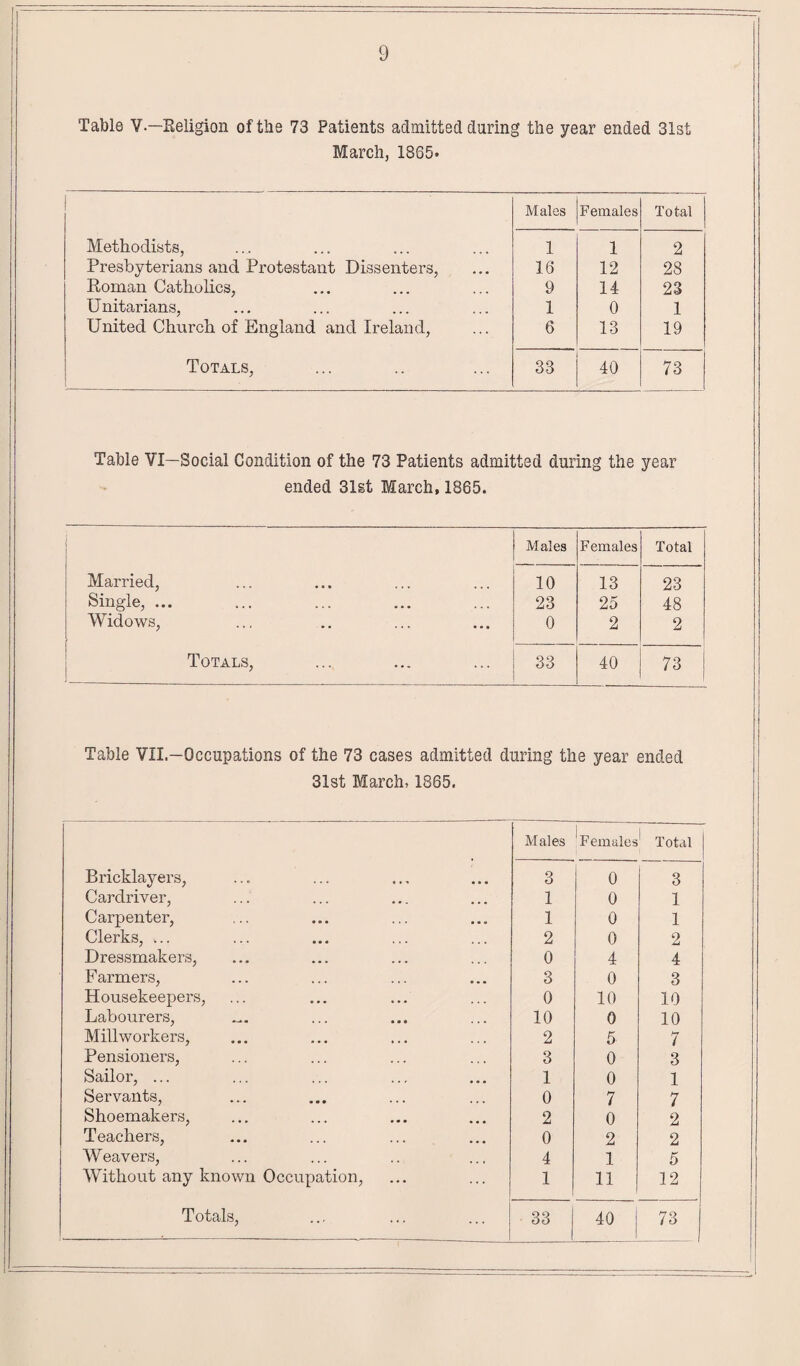 9
Table V.—Religion of the 73 Patients admitted during the year ended 31st
March, 1865.
Males Females Total
Methodists, ... ... ... ... 1 1 2
Presbyterians and Protestant Dissenters, ... 16 12 28
Roman Catholics, ... ... ... 9 14 23
Unitarians, ... ... ... ... 1 0 1
United Church of England and Ireland, ... 6 13 19
Totals, ... .. ... 33 40 73
Table VI—Social Condition of the 73 Patients admitted during the year
ended 31st March, 1865.
Males Females Total
Married, ... ... ... ... 10 13 23
Single, ... ... ... ... ... 23 25 48
Widows, ... .. ... ... 0 2 2
Totals, ... ... ... 33 40 73
Table VII.—Occupations of the 73 cases admitted during the year ended
31st March, 1865.
Males Females Total
Bricklayers, ... ... ... ... 3 0 3
Cardriver, ... ... ... ... 1 0 1
Carpenter, ... ... ... ... 1 0 1
Clerks, ... ... ... ... ... 2 0 2
Dressmakers, ... ... ... ... 0 4 4
Farmers, ... ... ... ... 3 0 3
Housekeepers, ... ... ... ... 0 10 10
Labourers, ... ... ... ... 10 0 10
Millworkers, ... ... ... ... 2 5 7
Pensioners, ... ... ... ... 3 0 3
Sailor, ... ... ... ... ... 1 0 1
Servants, ... ... ... ... 0 7 7
Shoemakers, ... ... ... ... 2 0 2
Teachers, ... ... ... ... 0 2 2
Weavers, ... ... .. ... 4 1 5
Without any known Occupation, ... ... 1 11 12
Totals, ... ... ... 33 40 73